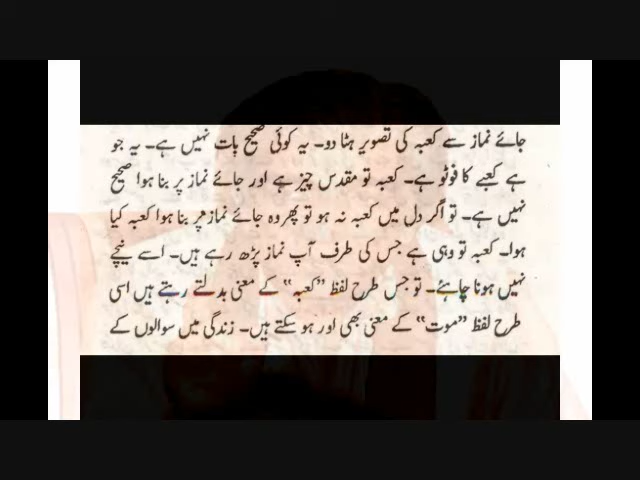 جائے نماز سے کعبہ کی تصویر ہٹا دو۔ یہ کوئی صحیح بات نہیں ہے۔ یہ جو
ہے کعبے کا فوٹو ہے۔ کعبہ تو مقدس چیز ہے اور جائے نماز پر بنا ہوا صحیح
نہیں ہے۔ تو اگر دل میں کعبہ نہ ہو تو پھر وہ جائے نماز پر بنا ہوا کعبہ کیا
ہوا۔ کعبہ تو وہی ہے جس کی طرف آپ نماز پڑھ رہے ہیں۔ اسے نیچے
نہیں ہونا چاہئے۔ تو جس طرح لفظ ”کعبہ“ کے معنی بدلتے رہتے ہیں اسی
طرح لفظ ”موت“ کے معنی بھی اور ہو سکتے ہیں۔ زندگی میں سوالوں کے